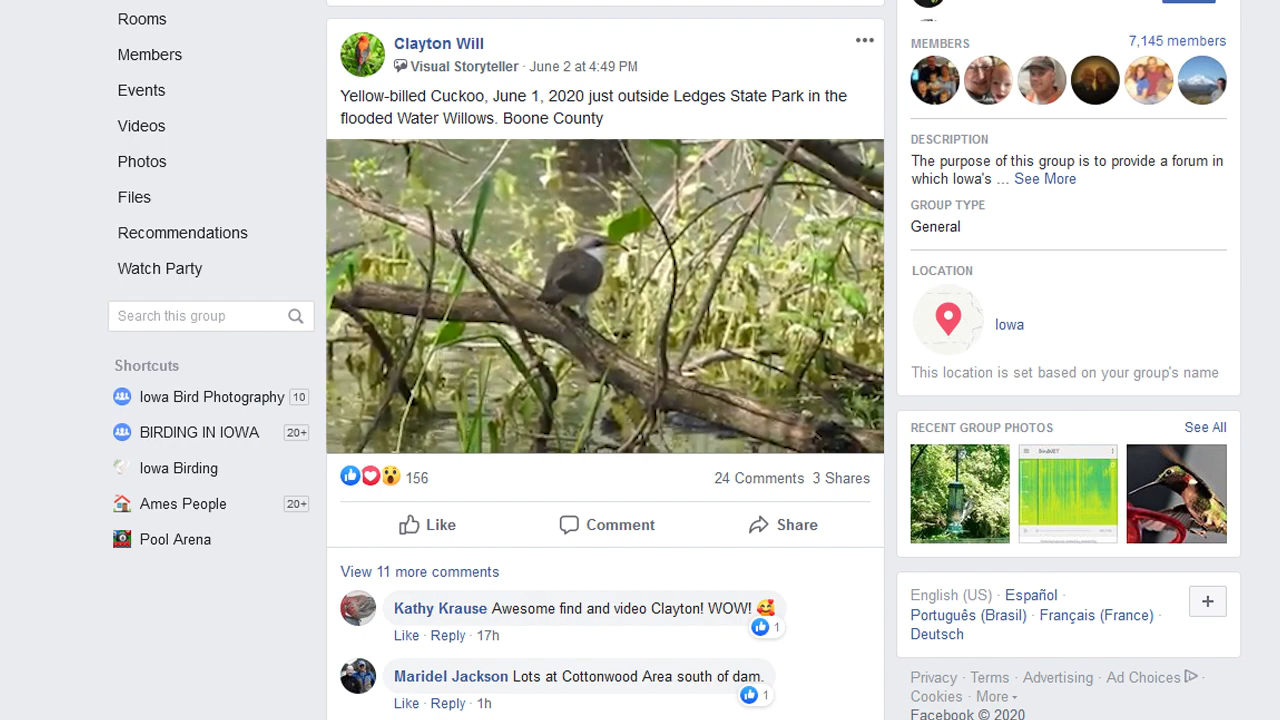 Rooms
Members
Events
Videos
Photos
Files
Recommendations
Watch Party
Search this group
Shortcuts
Iowa Bird Photography 10
BIRDING IN IOWA 20+
Iowa Birding
Ames People 20+
Pool Arena
Clayton Will
Visual Storyteller · June 2 at 4:49 PM
Yellow-billed Cuckoo, June 1, 2020 just outside Ledges State Park in the
flooded Water Willows. Boone County
156
24 Comments 3 Shares
Like Comment Share
View 11 more comments
Kathy Krause Awesome find and video Clayton! WOW! 🥰
1
Like · Reply · 17h
Maridel Jackson Lots at Cottonwood Area south of dam.
1
Like · Reply · 1h
MEMBERS 7,145 members
DESCRIPTION
The purpose of this group is to provide a forum in
which Iowa's ... See More
GROUP TYPE
General
LOCATION
Iowa
This location is set based on your group's name
RECENT GROUP PHOTOS See All
English (US) · Español ·
Português (Brasil) · Français (France) ·
Deutsch
Privacy · Terms · Advertising · Ad Choices ·
Cookies · More
Facebook © 2020